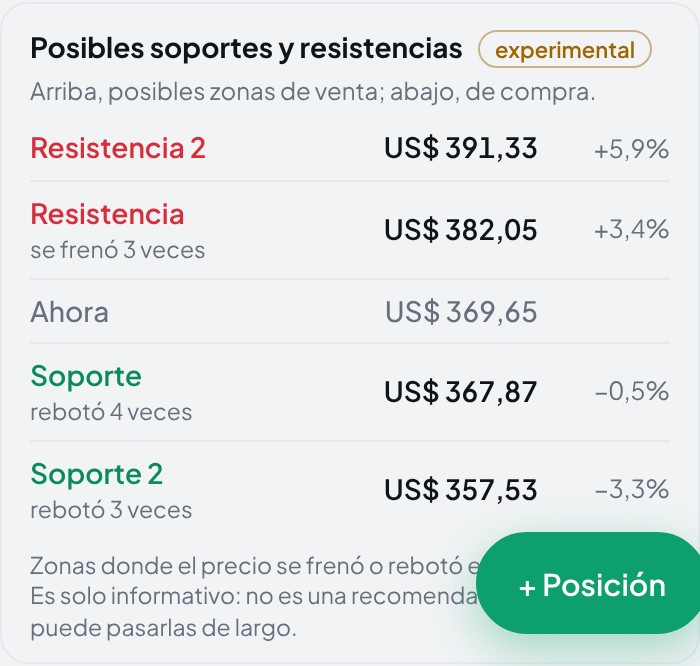 Posibles soportes y resistencias experimental
Arriba, posibles zonas de venta; abajo, de compra.
Resistencia 2 US$ 391,33 +5,9%
Resistencia
se frenó 3 veces
US$ 382,05 +3,4%
Ahora US$ 369,65
Soporte
rebotó 4 veces
US$ 367,87 −0,5%
Soporte 2
rebotó 3 veces
US$ 357,53 −3,3%
Zonas donde el precio se frenó o rebotó
Es solo informativo: no es una
puede pasarlas de largo.
+ Posición